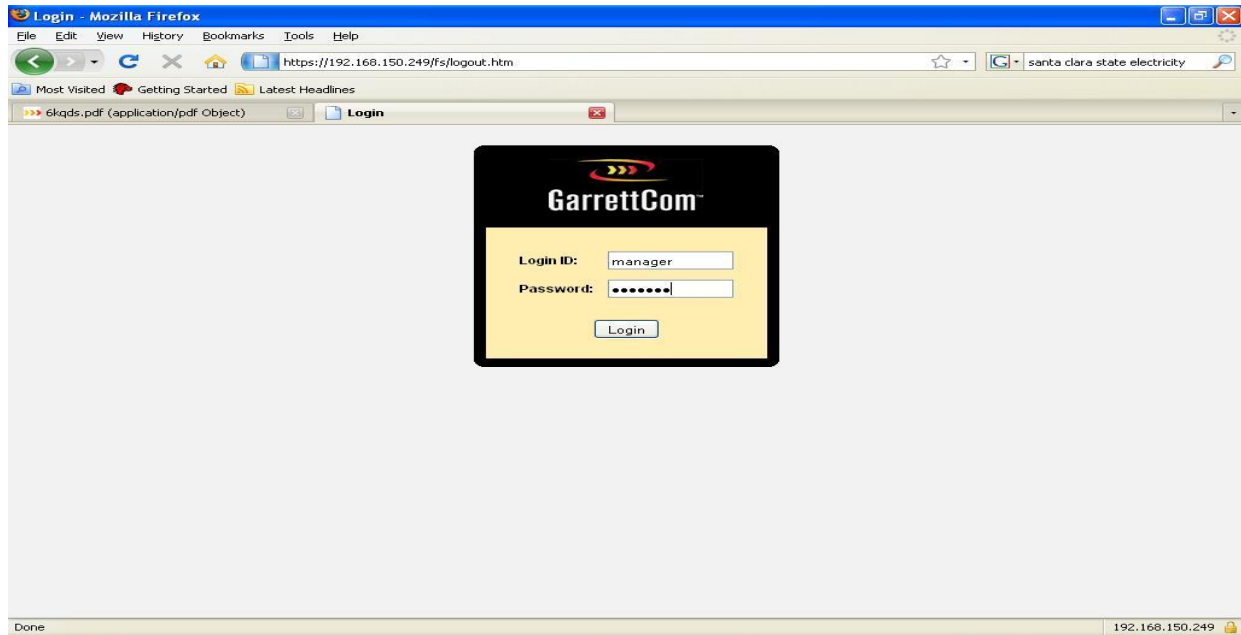 Login - Mozilla Firefox
File Edit View History Bookmarks Tools Help
https://192.168.150.249/fs/logout.htm
G santa clara state electricity
Most Visited Getting Started Latest Headlines
6kqds.pdf (application/pdf Object) Login
GarrettCom™
Login ID: manager
Password: •••••••
Login
Done 192.168.150.249